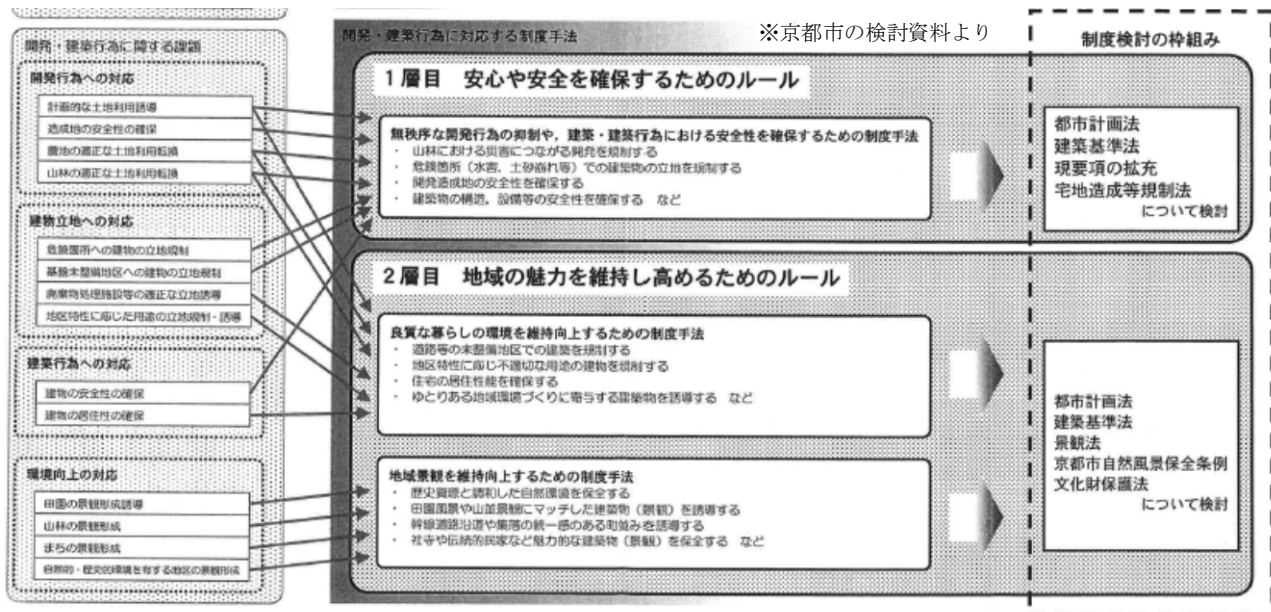 開発・建築行為に関する課題
開発行為への対応
計画的な土地利用誘導
造成地の安全性の確保
農地の適正な土地利用転換
山林の適正な土地利用転換
建物立地への対応
危険箇所への建物の立地規制
基盤未整備地区への建物の立地規制
廃棄物処理施設等の適正な立地誘導
地区特性に応じた用途の立地規制・誘導
建築行為への対応
建物の安全性の確保
建物の居住性の確保
環境向上の対応
田園の景観形成誘導
山林の景観形成
まちの景観形成
自然的・歴史的環境を有する地区の景観形成
開発・建築行為に対応する制度手法
※京都市の検討資料より
1層目 安心や安全を確保するためのルール
無秩序な開発行為の抑制や，建築・建築行為における安全性を確保するための制度手法
・ 山林における災害につながる開発を規制する
・ 危険箇所（水害，土砂崩れ等）での建築物の立地を規制する
・ 開発造成地の安全性を確保する
・ 建築物の構造，設備等の安全性を確保する など
2層目 地域の魅力を維持し高めるためのルール
良質な暮らしの環境を維持向上するための制度手法
・ 道路等の未整備地区での建築を規制する
・ 地区特性に応じ不適切な用途の建物を規制する
・ 住宅の居住性能を確保する
・ ゆとりある地域環境づくりに寄与する建築物を誘導する など
地域景観を維持向上するための制度手法
・ 歴史資源と調和した自然環境を保全する
・ 田園風景や山並景観にマッチした建築物（景観）を誘導する
・ 幹線道路沿道や集落の統一感のある町並みを誘導する
・ 社寺や伝統的民家など魅力的な建築物（景観）を保全する など
制度検討の枠組み
都市計画法
建築基準法
現要項の拡充
宅地造成等規制法
について検討
都市計画法
建築基準法
景観法
京都市自然風景保全条例
文化財保護法
について検討